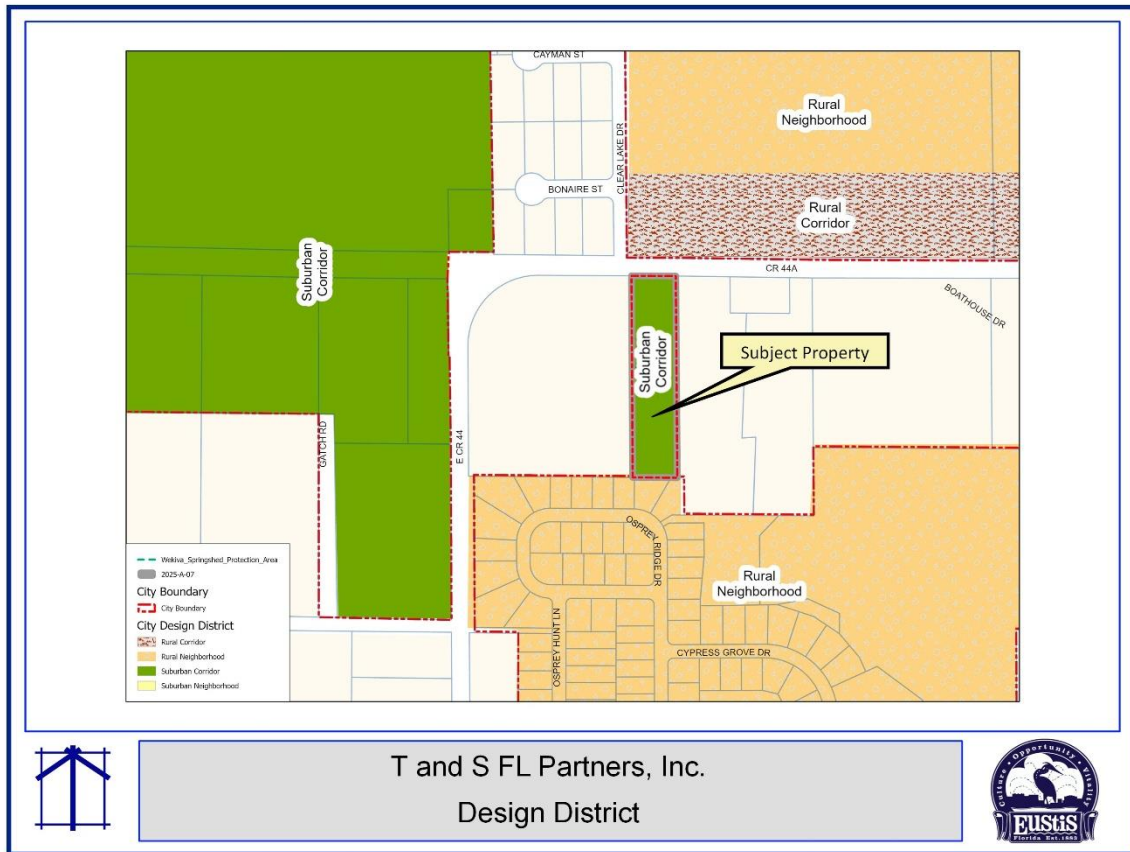 CAYMAN ST
CLEAR LAKE DR
BONAIRE ST
Rural
Neighborhood
Rural
Corridor
Suburban
Corridor
CR 44A
BOATHOUSE DR
Suburban
Corridor
Subject Property
GATCH RD
E CR 44
OSPREY RIDGE DR
Rural
Neighborhood
OSPREY HUNT LN
CYPRESS GROVE DR
Wekiva_Springshed_Protection_Area
2025-A-07
City Boundary
City Boundary
City Design District
Rural Corridor
Rural Neighborhood
Suburban Corridor
Suburban Neighborhood
T and S FL Partners, Inc.
Design District
Culture • Opportunity • Vitality
EUSTIS
Florida Est. 1883